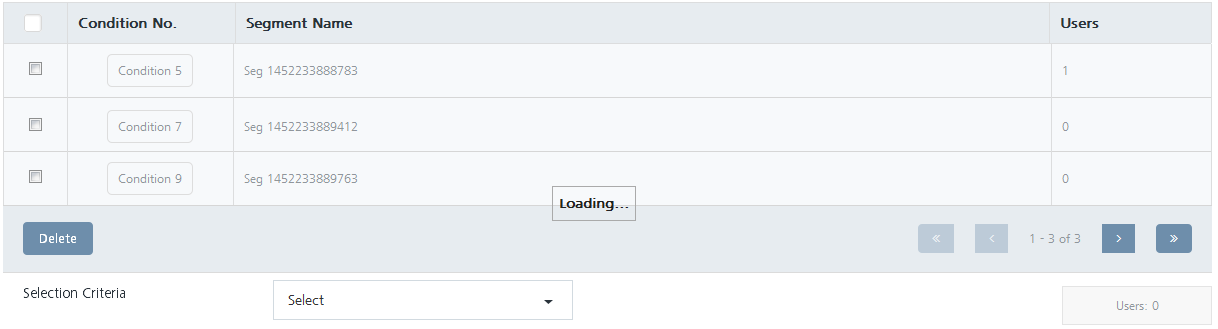 Condition No. Segment Name Users
Condition 5 Seg 1452233888783 1
Condition 7 Seg 1452233889412 0
Condition 9 Seg 1452233889763 0
Loading...
Delete « ‹ 1 - 3 of 3 › »
Selection Criteria Select Users: 0